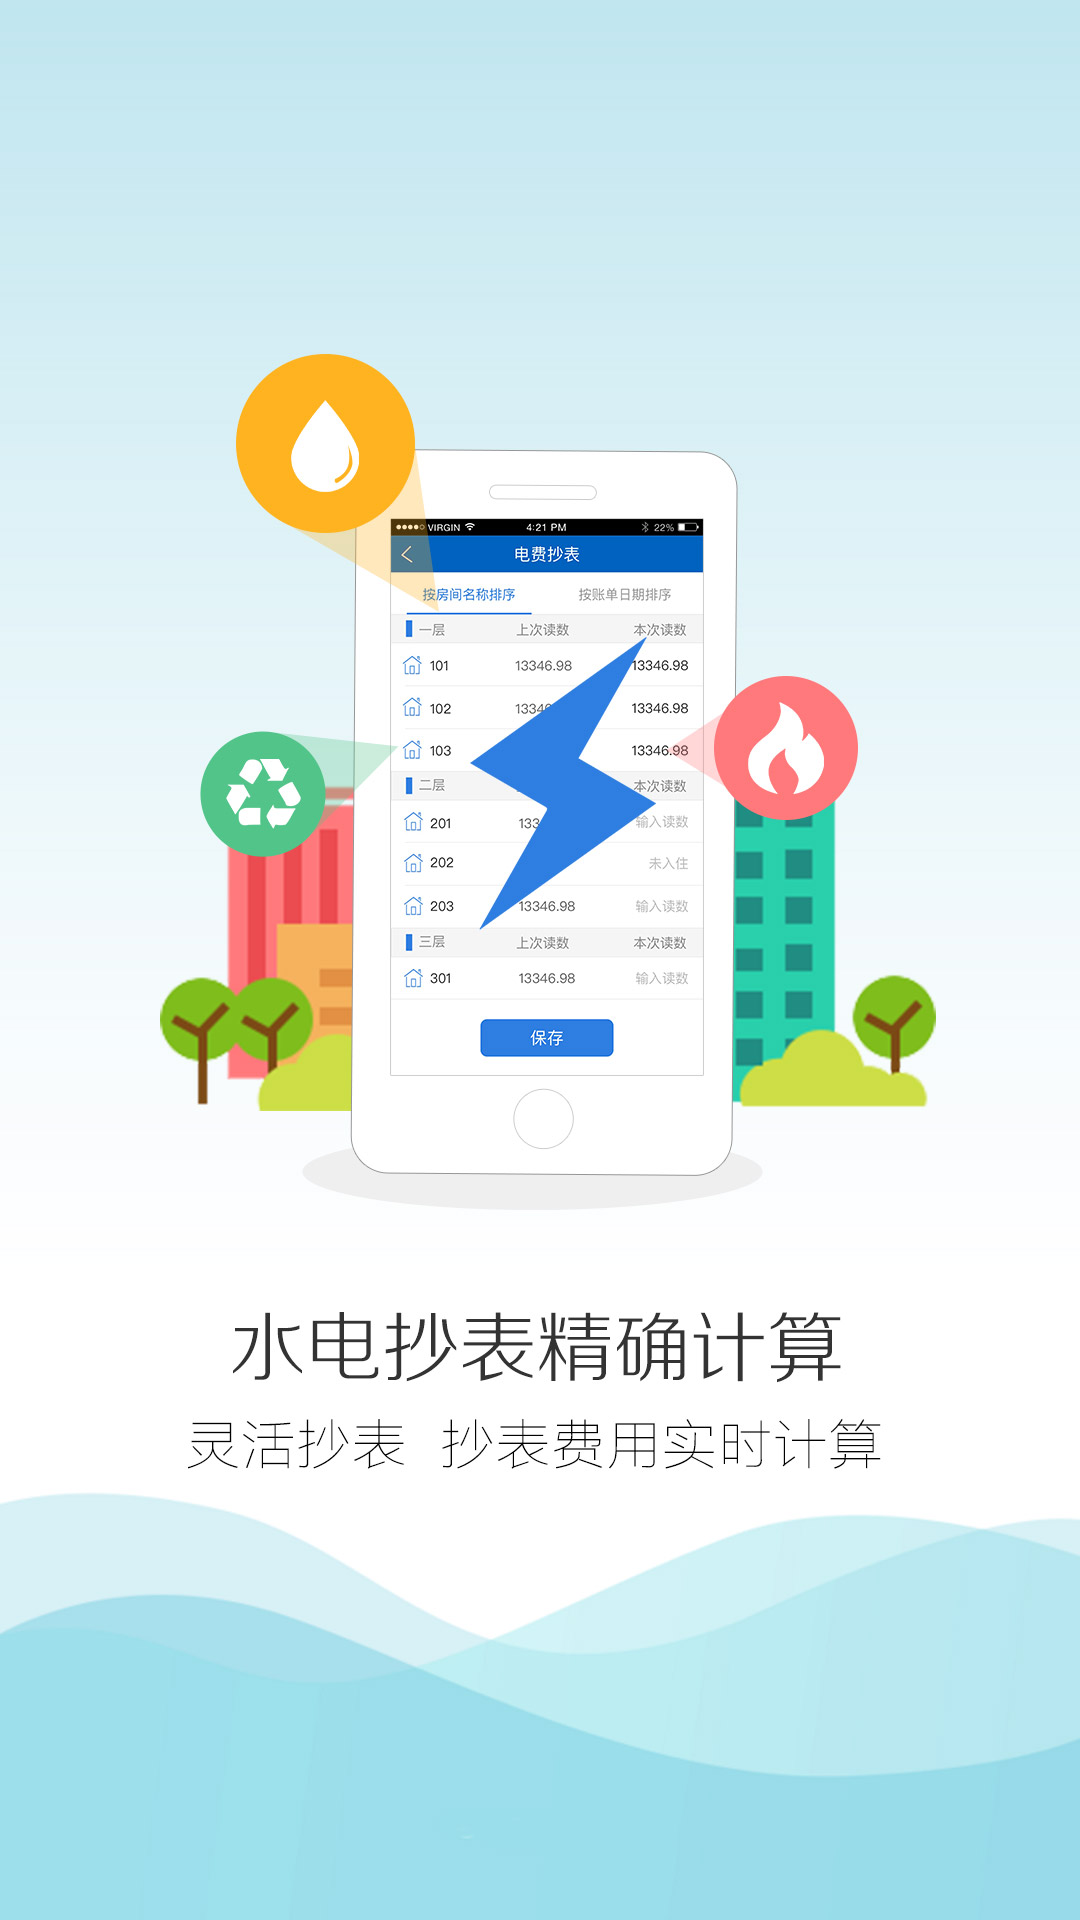 VIRGIN 4:21 PM 22%
电费抄表
按房间名称排序 按账单日期排序
一层 上次读数 本次读数
101 13346.98 13346.98
102 1334 13346.98
103 13346.98
二层 本次读数
201 133 输入读数
202 未入住
203 13346.98 输入读数
三层 上次读数 本次读数
301 13346.98 输入读数
保存
水电抄表精确计算
灵活抄表 抄表费用实时计算